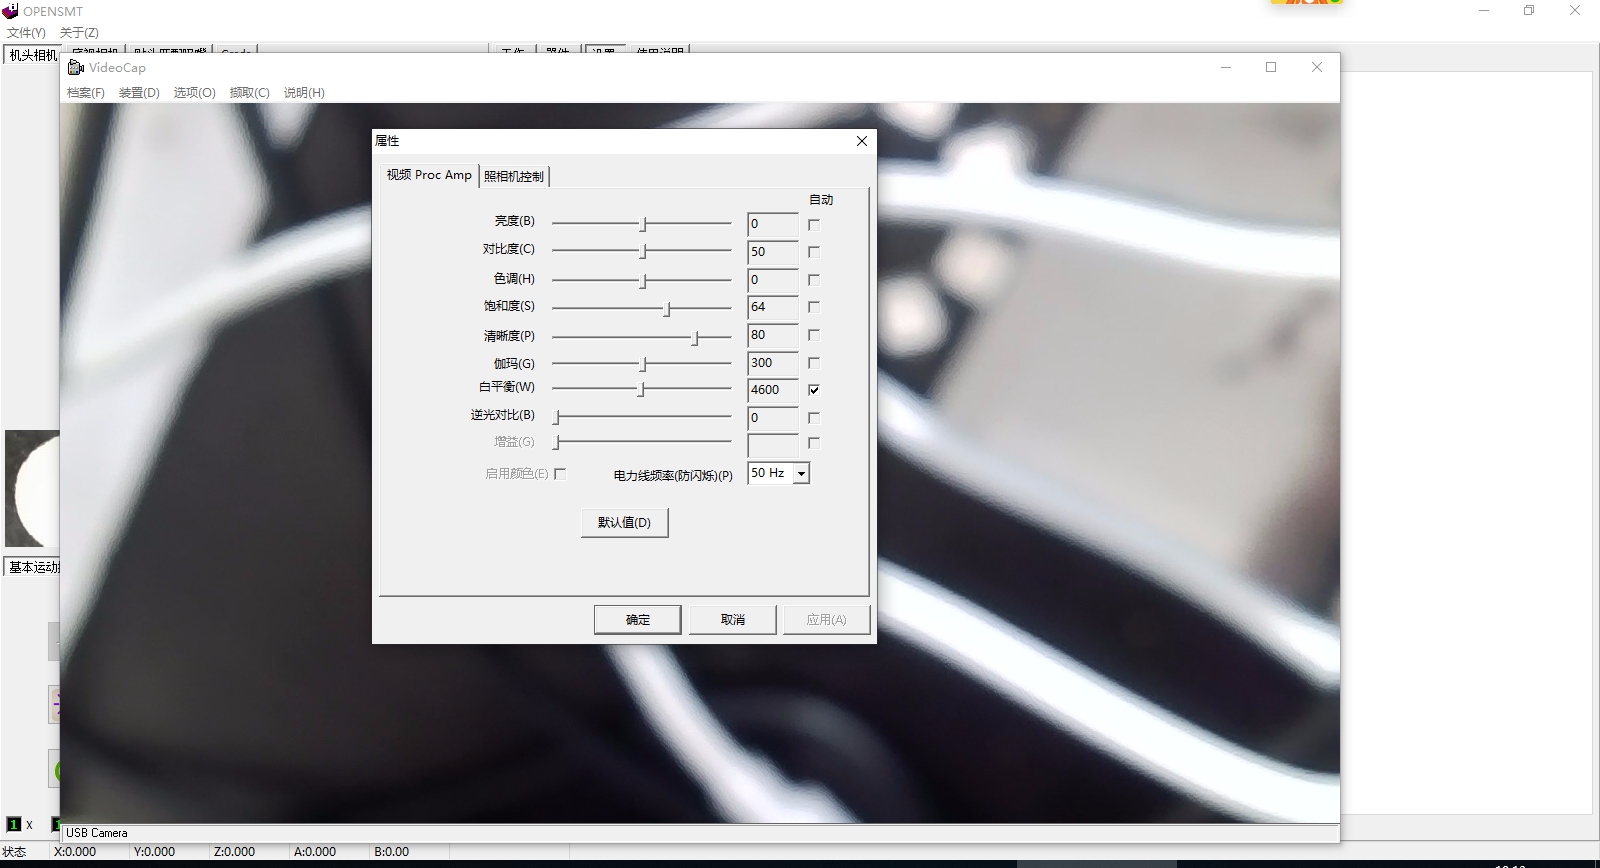 OPENSMT
文件(Y) 关于(Z)
机头相机
VideoCap
档案(F) 装置(D) 选项(O) 撷取(C) 说明(H)
属性
视频 Proc Amp 照相机控制
自动
亮度(B) 0
对比度(C) 50
色调(H) 0
饱和度(S) 64
清晰度(P) 80
伽玛(G) 300
白平衡(W) 4600
逆光对比(B) 0
增益(G)
启用颜色(E) 电力线频率(防闪烁)(P) 50 Hz
默认值(D)
基本运动
确定 取消 应用(A)
1 X 1
USB Camera
状态 X:0.000 Y:0.000 Z:0.000 A:0.000 B:0.00